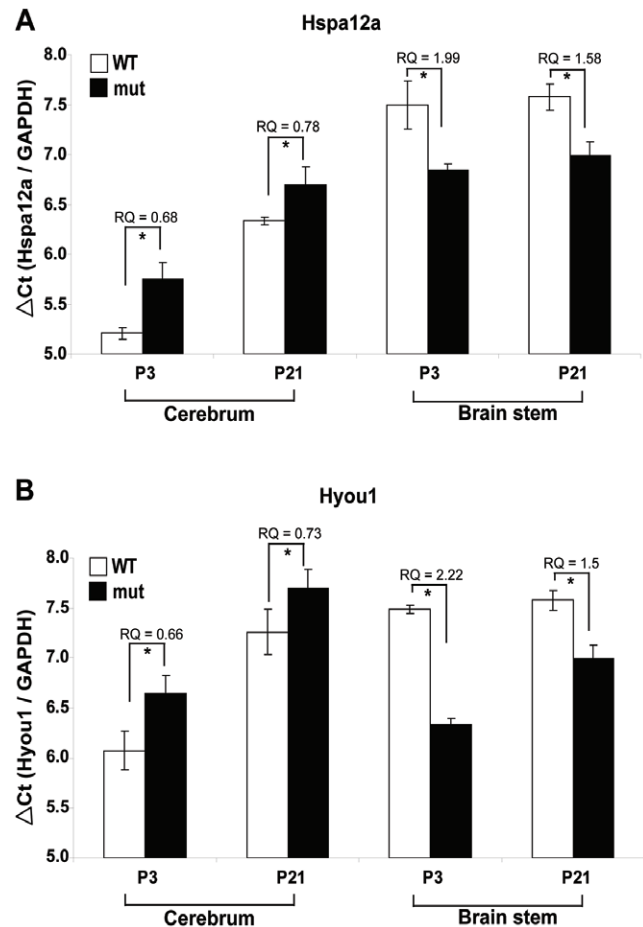 A
Hspa12a
△Ct (Hspa12a / GAPDH)
8.0
7.5
7.0
6.5
6.0
5.5
5.0
WT
mut
RQ = 0.68
*
RQ = 0.78
*
RQ = 1.99
*
RQ = 1.58
*
P3 P21 P3 P21
Cerebrum Brain stem
B
Hyou1
△Ct (Hyou1 / GAPDH)
8.0
7.5
7.0
6.5
6.0
5.5
5.0
WT
mut
RQ = 0.66
*
RQ = 0.73
*
RQ = 2.22
*
RQ = 1.5
*
P3 P21 P3 P21
Cerebrum Brain stem